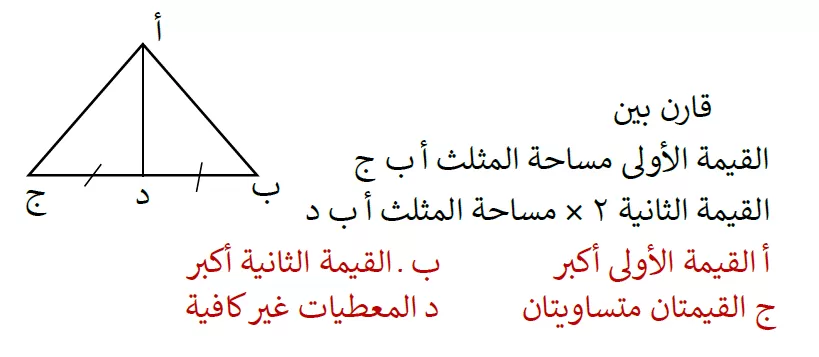 أ
ج
د
ب
قارن بين
القيمة الأولى مساحة المثلث أ ب ج
القيمة الثانية ٢ × مساحة المثلث أ ب د
أ القيمة الأولى أكبر ب . القيمة الثانية أكبر
ج القيمتان متساويتان د المعطيات غير كافية